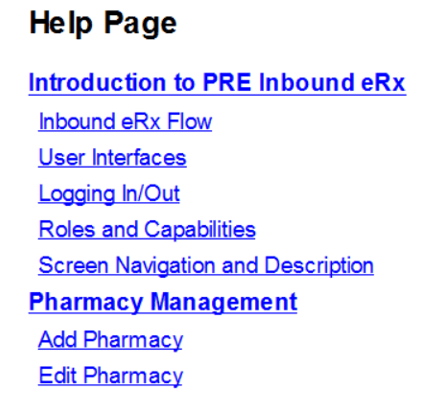 Help Page
Introduction to PRE Inbound eRx
Inbound eRx Flow
User Interfaces
Logging In/Out
Roles and Capabilities
Screen Navigation and Description
Pharmacy Management
Add Pharmacy
Edit Pharmacy